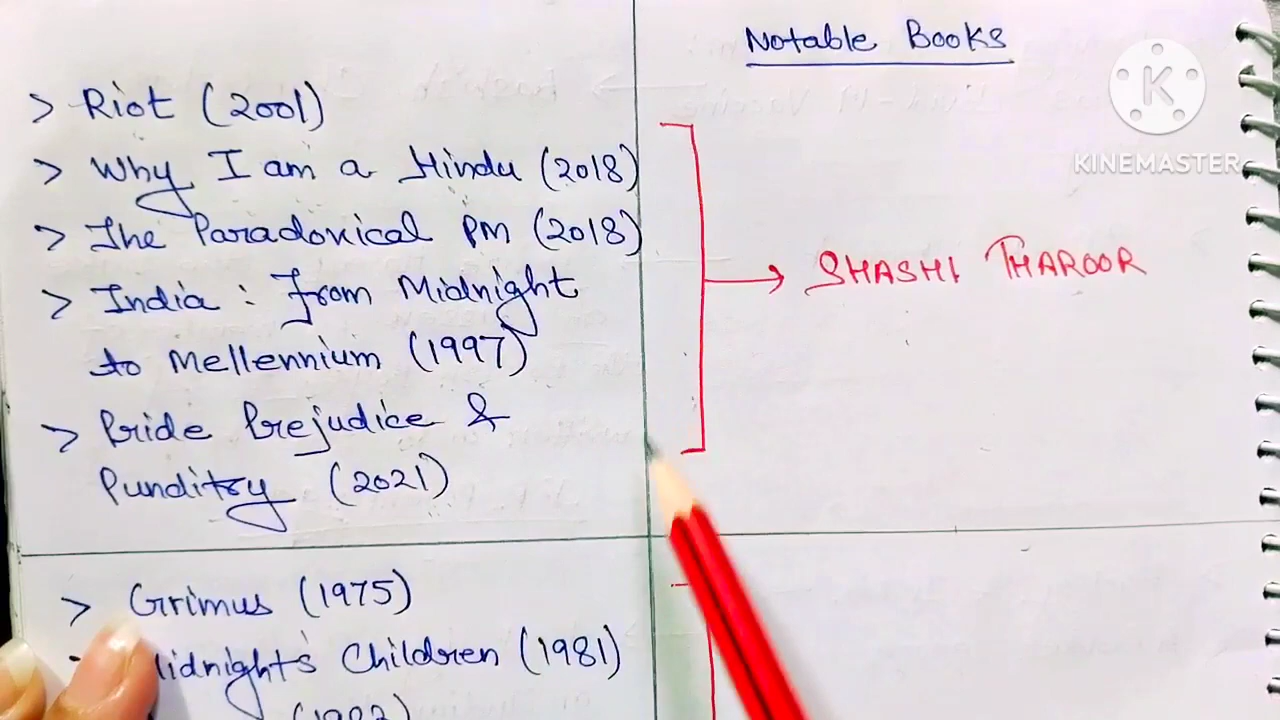 Notable Books
> Riot (2001)
> Why I am a Hindu (2018)
> The Paradoxical PM (2018)
> India : From Midnight
to Mellennium (1997)
> Pride Prejudice &
Punditry (2021)
SHASHI THAROOR
> Grimus (1975)
Midnight's Children (1981)
K
KINEMASTER